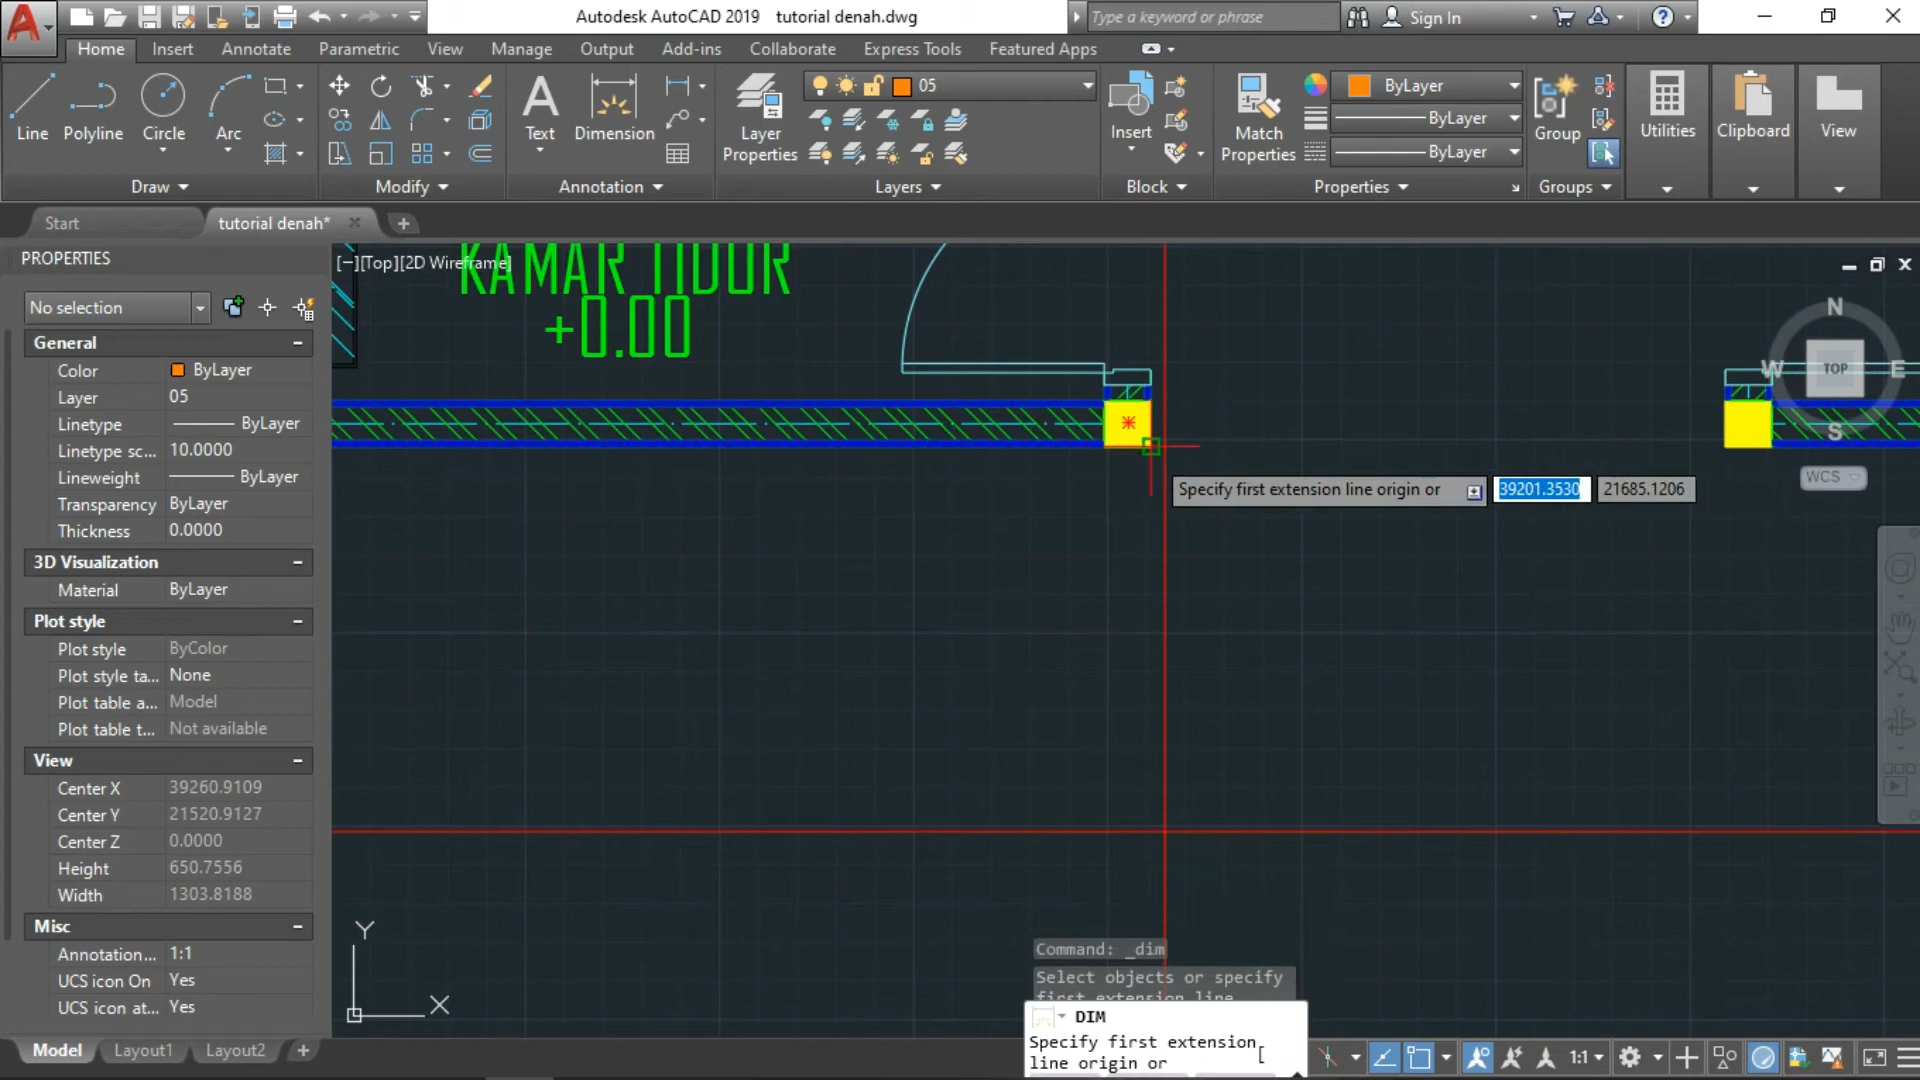 Autodesk AutoCAD 2019 tutorial denah.dwg
Type a keyword or phrase
Sign In
Home Insert Annotate Parametric View Manage Output Add-ins Collaborate Express Tools Featured Apps
Line Polyline Circle Arc
Draw
Modify
Text Dimension
Annotation
Layer Properties
05
Layers
Insert
Block
Match Properties
ByLayer
ByLayer
ByLayer
Properties
Group
Groups
Utilities
Clipboard
View
Start
tutorial denah*
PROPERTIES
No selection
General
Color ByLayer
Layer 05
Linetype ByLayer
Linetype sc... 10.0000
Lineweight ByLayer
Transparency ByLayer
Thickness 0.0000
3D Visualization
Material ByLayer
Plot style
Plot style ByColor
Plot style ta... None
Plot table a... Model
Plot table t... Not available
View
Center X 39260.9109
Center Y 21520.9127
Center Z 0.0000
Height 650.7556
Width 1303.8188
Misc
Annotation... 1:1
UCS icon On Yes
UCS icon at... Yes
[−][Top][2D Wireframe]
KAMAR TIDUR
+0.00
N
W TOP E
S
WCS
Specify first extension line origin or 39201.3530 21685.1206
Y
X
Command: _dim
Select objects or specify
first extension line
DIM
Specify first extension
line origin or [
Model Layout1 Layout2
1:1